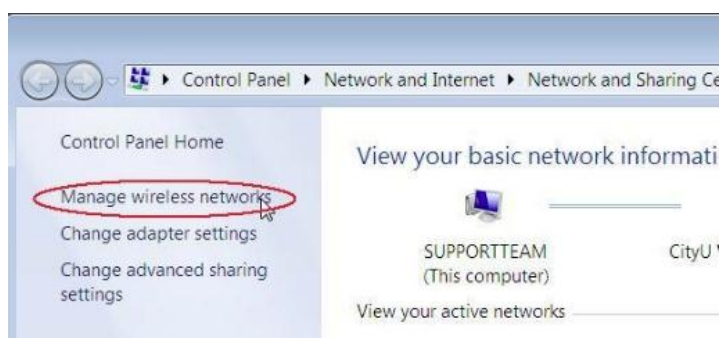 Control Panel ▸ Network and Internet ▸ Network and Sharing Ce
Control Panel Home
Manage wireless networks
Change adapter settings
Change advanced sharing
settings
View your basic network informati
SUPPORTTEAM
(This computer)
CityU
View your active networks